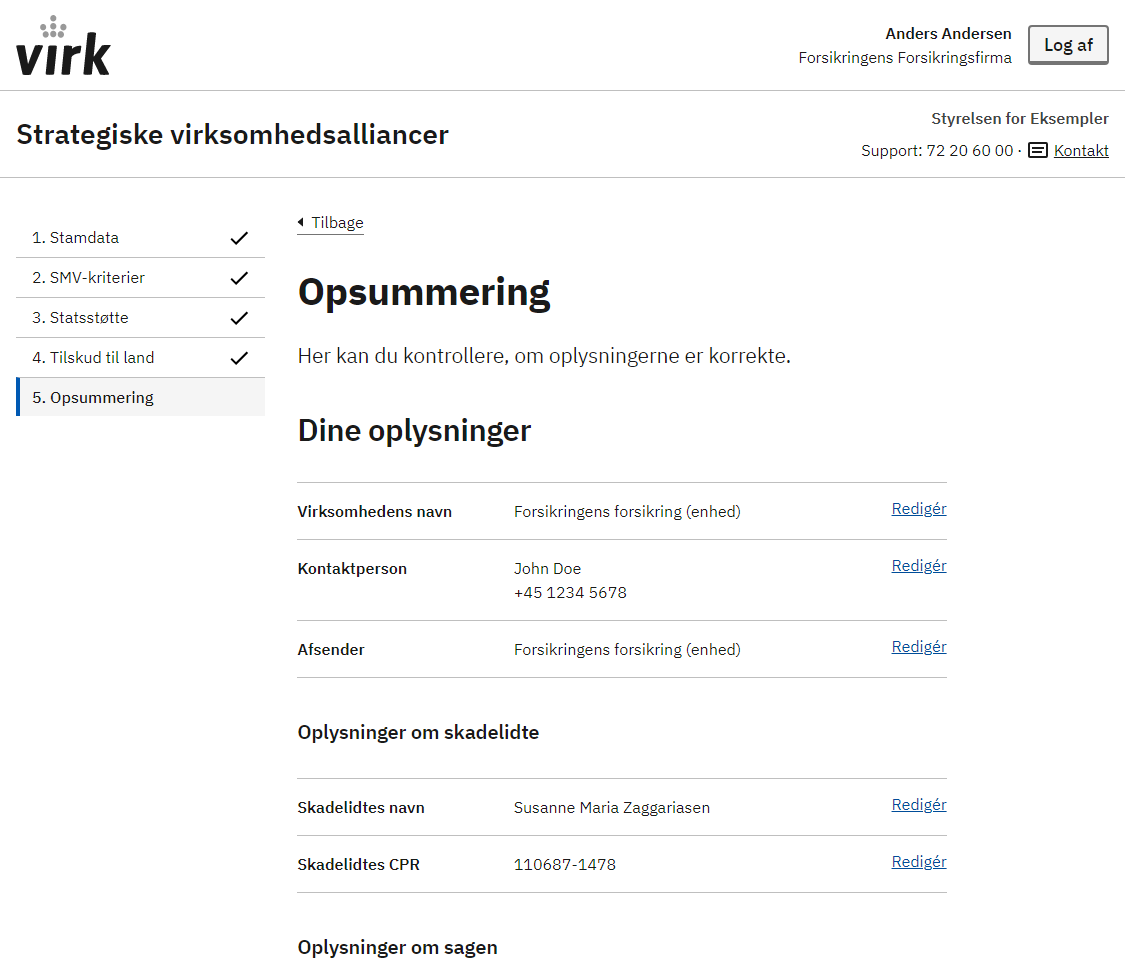 virk
Anders Andersen
Forsikringens Forsikringsfirma
Log af
Strategiske virksomhedsalliancer
Styrelsen for Eksempler
Support: 72 20 60 00 · Kontakt
1. Stamdata
2. SMV-kriterier
3. Statsstøtte
4. Tilskud til land
5. Opsummering
Tilbage
Opsummering
Her kan du kontrollere, om oplysningerne er korrekte.
Dine oplysninger
Virksomhedens navn Forsikringens forsikring (enhed) Redigér
Kontaktperson John Doe Redigér
+45 1234 5678
Afsender Forsikringens forsikring (enhed) Redigér
Oplysninger om skadelidte
Skadelidtes navn Susanne Maria Zaggariasen Redigér
Skadelidtes CPR 110687-1478 Redigér
Oplysninger om sagen